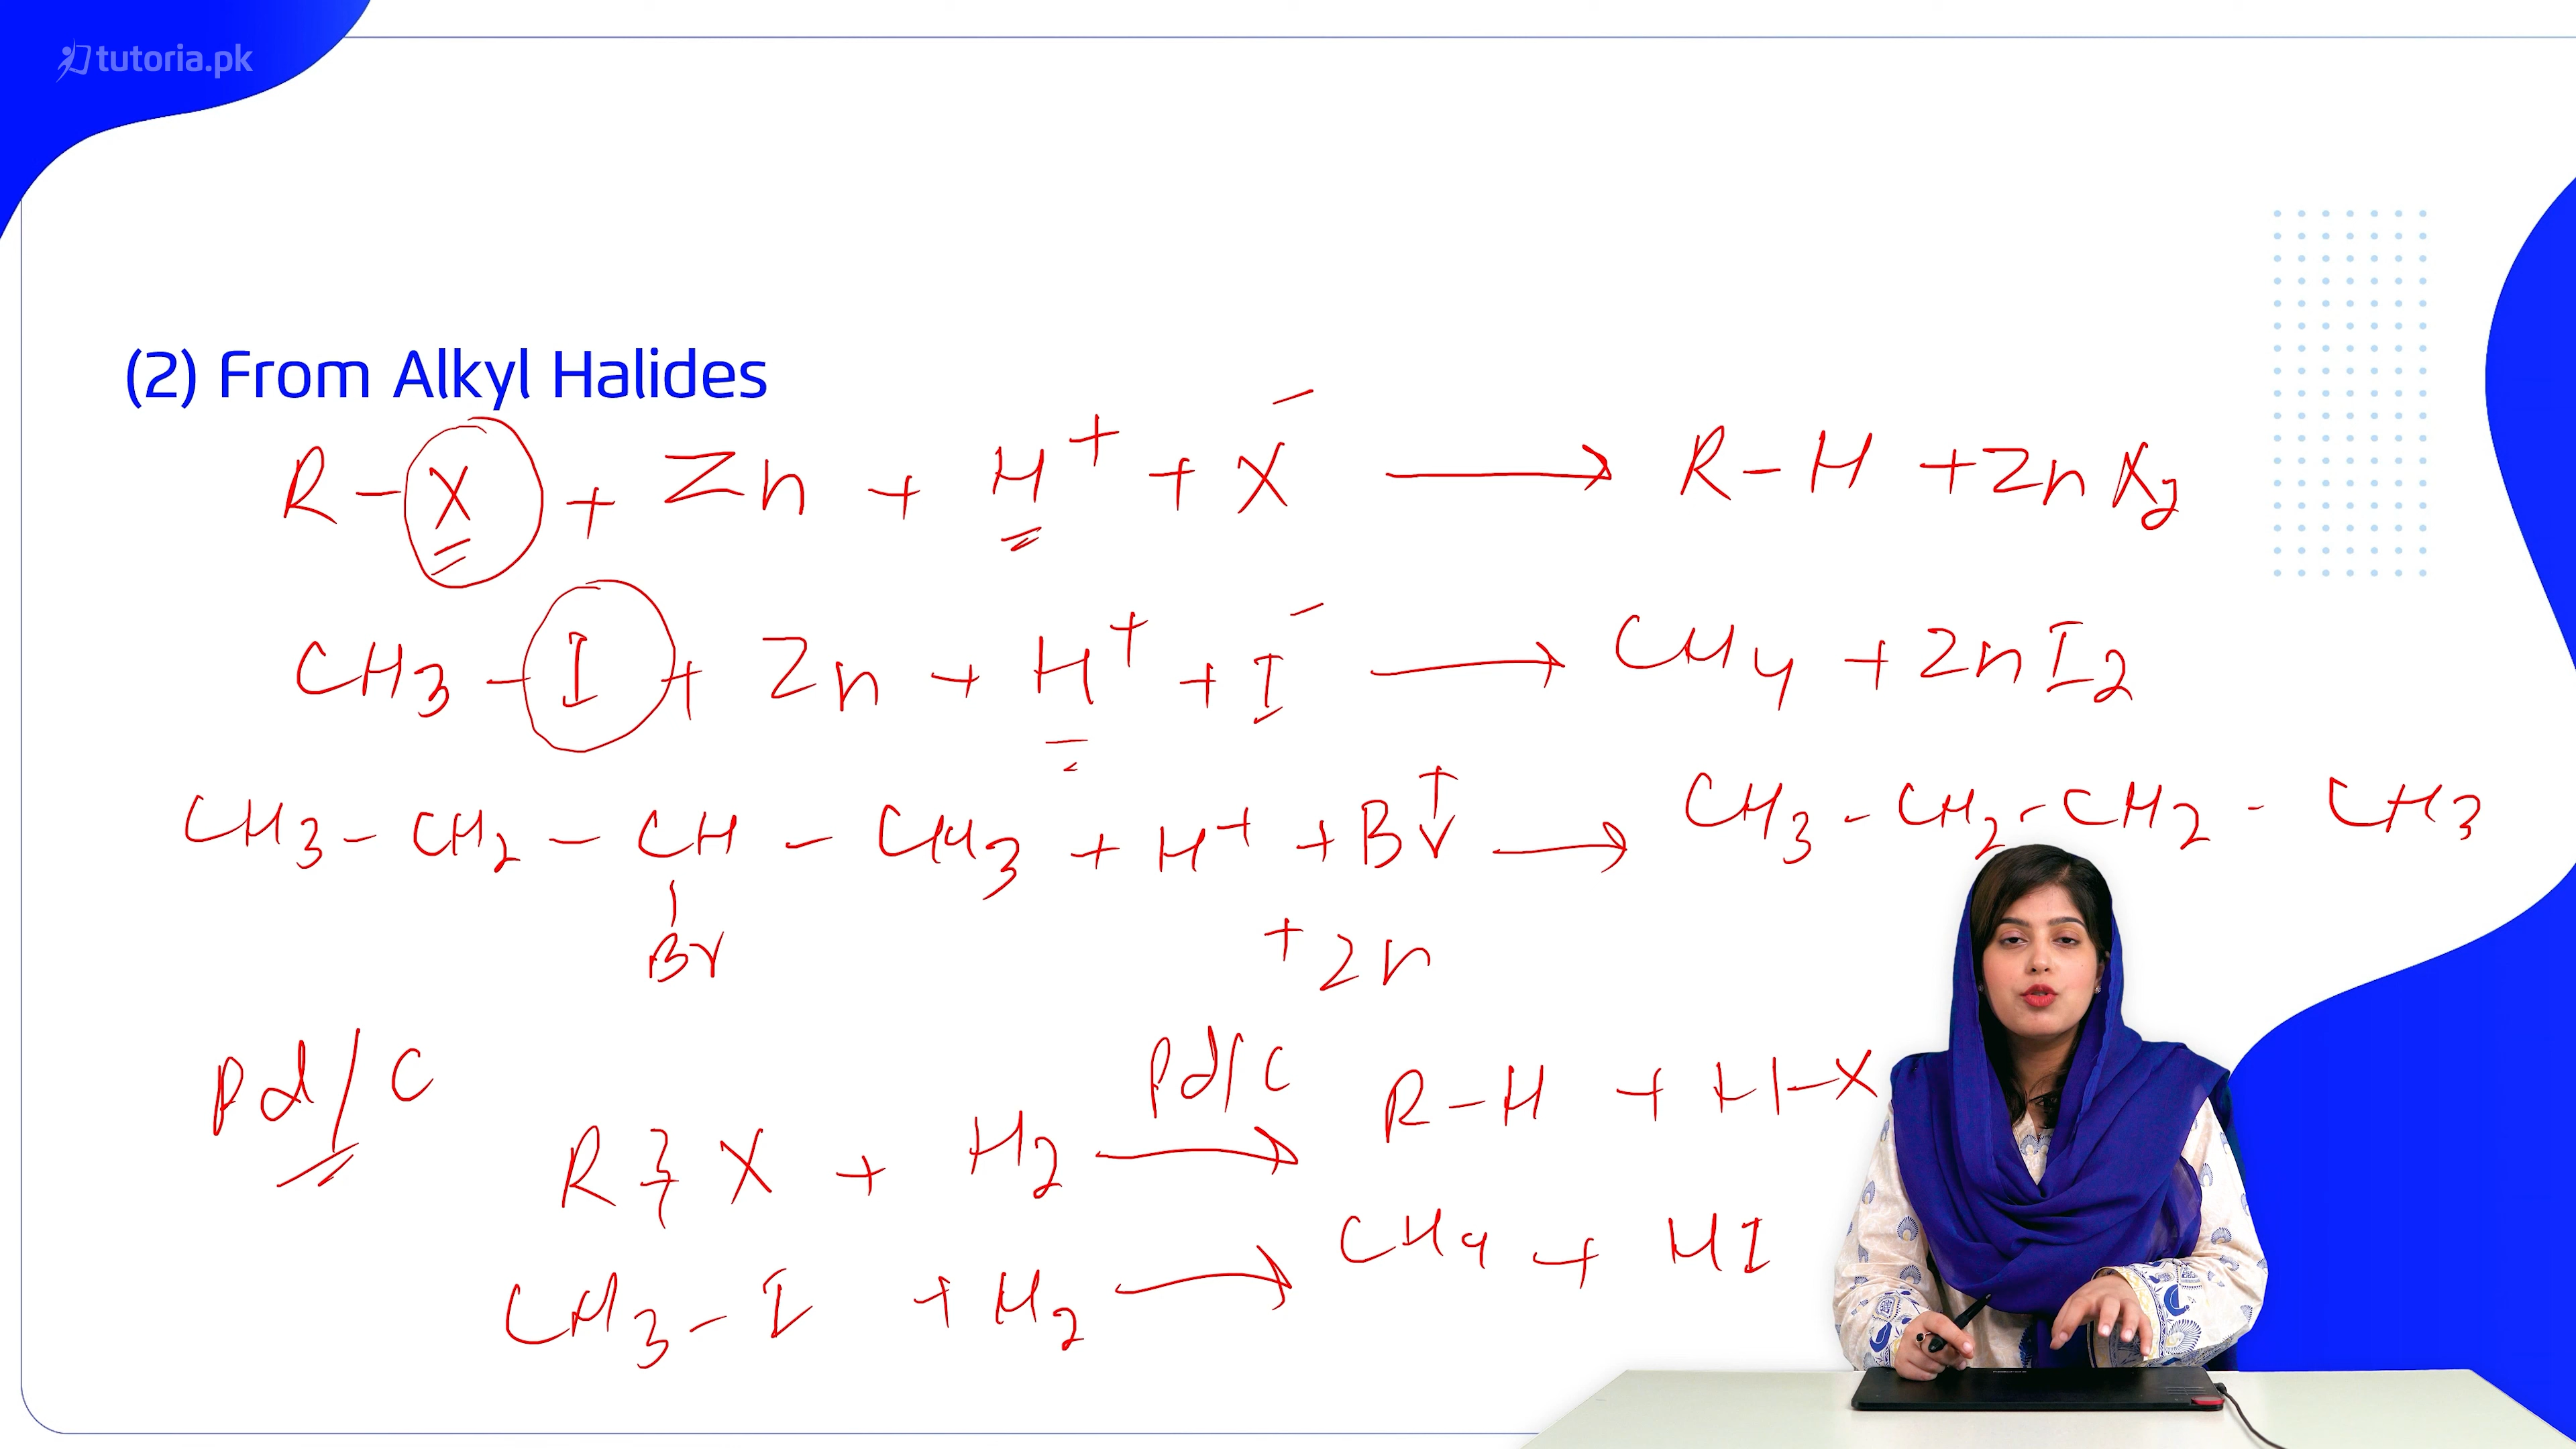 tutoria.pk
(2) From Alkyl Halides
R - X + Zn + H⁺ + X⁻ → R - H + ZnX₂
CH₃ - I + Zn + H⁺ + I⁻ → CH₄ + ZnI₂
CH₃ - CH₂ - CH - CH₃ + H⁺ + Br → CH₃ - CH₂ - CH₂ - CH₃
Br
+ Zn
Pd/C
Pd/C
R - X + H₂ → R - H + H - X
CH₃ - I + H₂ → CH₄ + HI